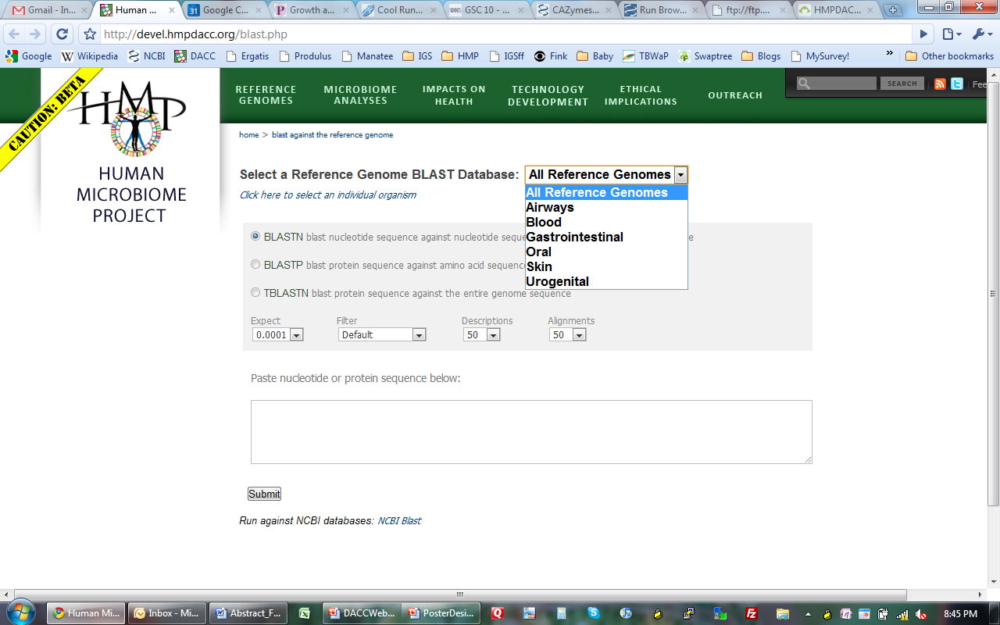 Gmail - In...
Human ...
Google C...
Growth a...
Cool Run...
GSC 10 - ...
CAZymes...
Run Brow...
ftp://ftp....
HMPDAC...
http://devel.hmpdacc.org/blast.php
Google
Wikipedia
NCBI
DACC
Ergatis
Produlus
Manatee
IGS
HMP
IGSff
Fink
Baby
TBWaP
Swaptree
Blogs
MySurvey!
»
Other bookmarks
CAUTION: BETA
HMP
HUMAN
MICROBIOME
PROJECT
REFERENCE
GENOMES
MICROBIOME
ANALYSES
IMPACTS ON
HEALTH
TECHNOLOGY
DEVELOPMENT
ETHICAL
IMPLICATIONS
OUTREACH
SEARCH
Fee
home > blast against the reference genome
Select a Reference Genome BLAST Database: All Reference Genomes
Click here to select an individual organism
All Reference Genomes
Airways
Blood
Gastrointestinal
Oral
Skin
Urogenital
BLASTN blast nucleotide sequence against nucleotide sequ
e
BLASTP blast protein sequence against amino acid sequenc
TBLASTN blast protein sequence against the entire genome sequence
Expect Filter Descriptions Alignments
0.0001 Default 50 50
Paste nucleotide or protein sequence below:
Submit
Run against NCBI databases: NCBI Blast
Human Mi...
Inbox - Mi...
Abstract_F...
DACCWeb...
PosterDesi...
8:45 PM